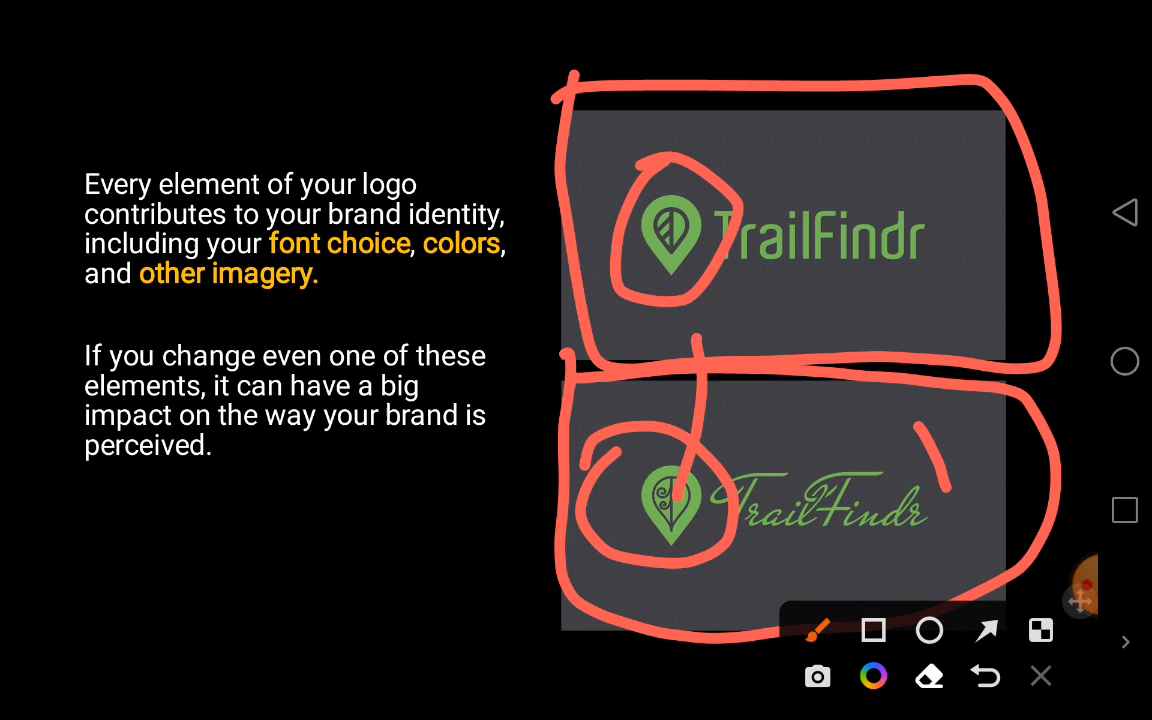 Every element of your logo
contributes to your brand identity,
including your font choice, colors,
and other imagery.
If you change even one of these
elements, it can have a big
impact on the way your brand is
perceived.
TrailFindr
TrailFindr